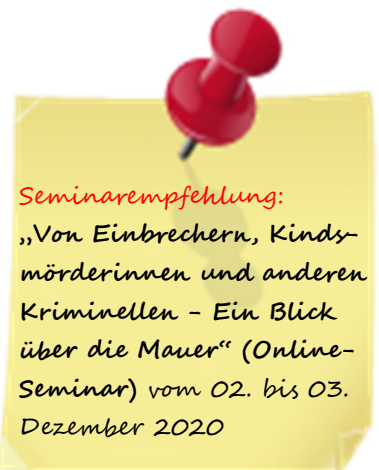 Seminarempfehlung:
„Von Einbrechern, Kinds-
mörderinnen und anderen
Kriminellen - Ein Blick
über die Mauer“ (Online-
Seminar) vom 02. bis 03.
Dezember 2020